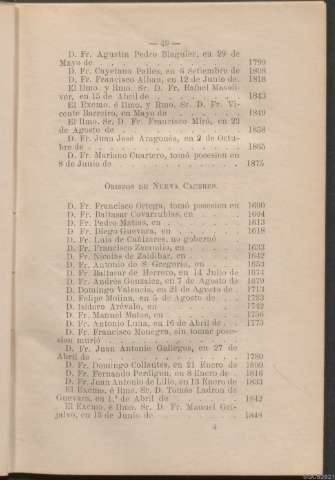 — 49 —
D. Fr. Agustin Pedro Blaguier, en 29 de
Mayo de . . . . . . . . . . 1799
D. Fr. Cayetano Pallés, en 6 Setiembre de 1808
D. Fr. Francisco Alban, en 12 de Junio de. 1818
El Ilmo. y Rmo. Sr. D. Fr. Rafael Masoli-
ver, en 15 de Abril de . . . . . . . 1843
El Excmo. é Ilmo. y Rmo. Sr. D. Fr. Vi-
cente Barreiro, en Mayo de . . . . . . 1849
El Ilmo. Sr. D. Fr. Francisco Miró, en 21
de Agosto de . . . . . . . . . . 1858
D. Fr. Juan José Aragonés, en 2 de Octu-
bre de . . . . . . . . . . . . 1865
D. Fr. Mariano Cuartero, tomó posesion en
8 de Junio de . . . . . . . . . . 1875
OBISPOS DE NUEVA CÁCERES.
D. Fr. Francisco Ortega, tomó posesion en 1600
D. Fr. Baltasar Covarrubias, en . . . . 1604
D. Fr. Pedro Matias, en . . . . . . 1613
D. Fr. Diego Guevara, en . . . . . . 1618
D. Fr. Luis de Cañizares, no gobernó
D. Fr. Francisco Zamudio, en . . . . . 1633
D. Fr. Nicolas de Zaldibar, en . . . . 1642
D. Fr. Antonio de S. Gregorio, en . . . 1653
D. Fr. Baltasar de Herrero, en 14 Julio de 1674
D. Fr. Andrés Gonzalez, en 7 de Agosto de 1679
D. Domingo Valencia, en 21 de Agosto de .
D. Felipe Molina, en 5 de Agosto de . . 1723
D. Isidoro Arévalo, en . . . . . . 1742
D. Fr. Manuel Matos, en . . . . . . 1756
D. Fr. Antonio Luna, en 16 de Abril de . 1775
D. Fr. Francisco Monegra, sin tomar pose-
sion murió . . . . . . . . . .
D. Fr. Juan Antonio Gallegos, en 27 de
Abril de . . . . . . . . . . . 1780
D. Fr. Domingo Collantes, en 21 Enero de 1800
D. Fr. Fernando Perdigon, en 8 Enero de . 1816
D. Fr. Juan Antonio de Lillo, en 13 Enero de 1833
El Excmo. é Ilmo. Sr. D. Tomás Ladron de
Guevara, en 1.º de Abril de . . . . . 1842
El Excmo. é Ilmo. Sr. D. Fr. Manuel Gri-
jalvo, en 15 de Junio de . . . . . . 1848
4